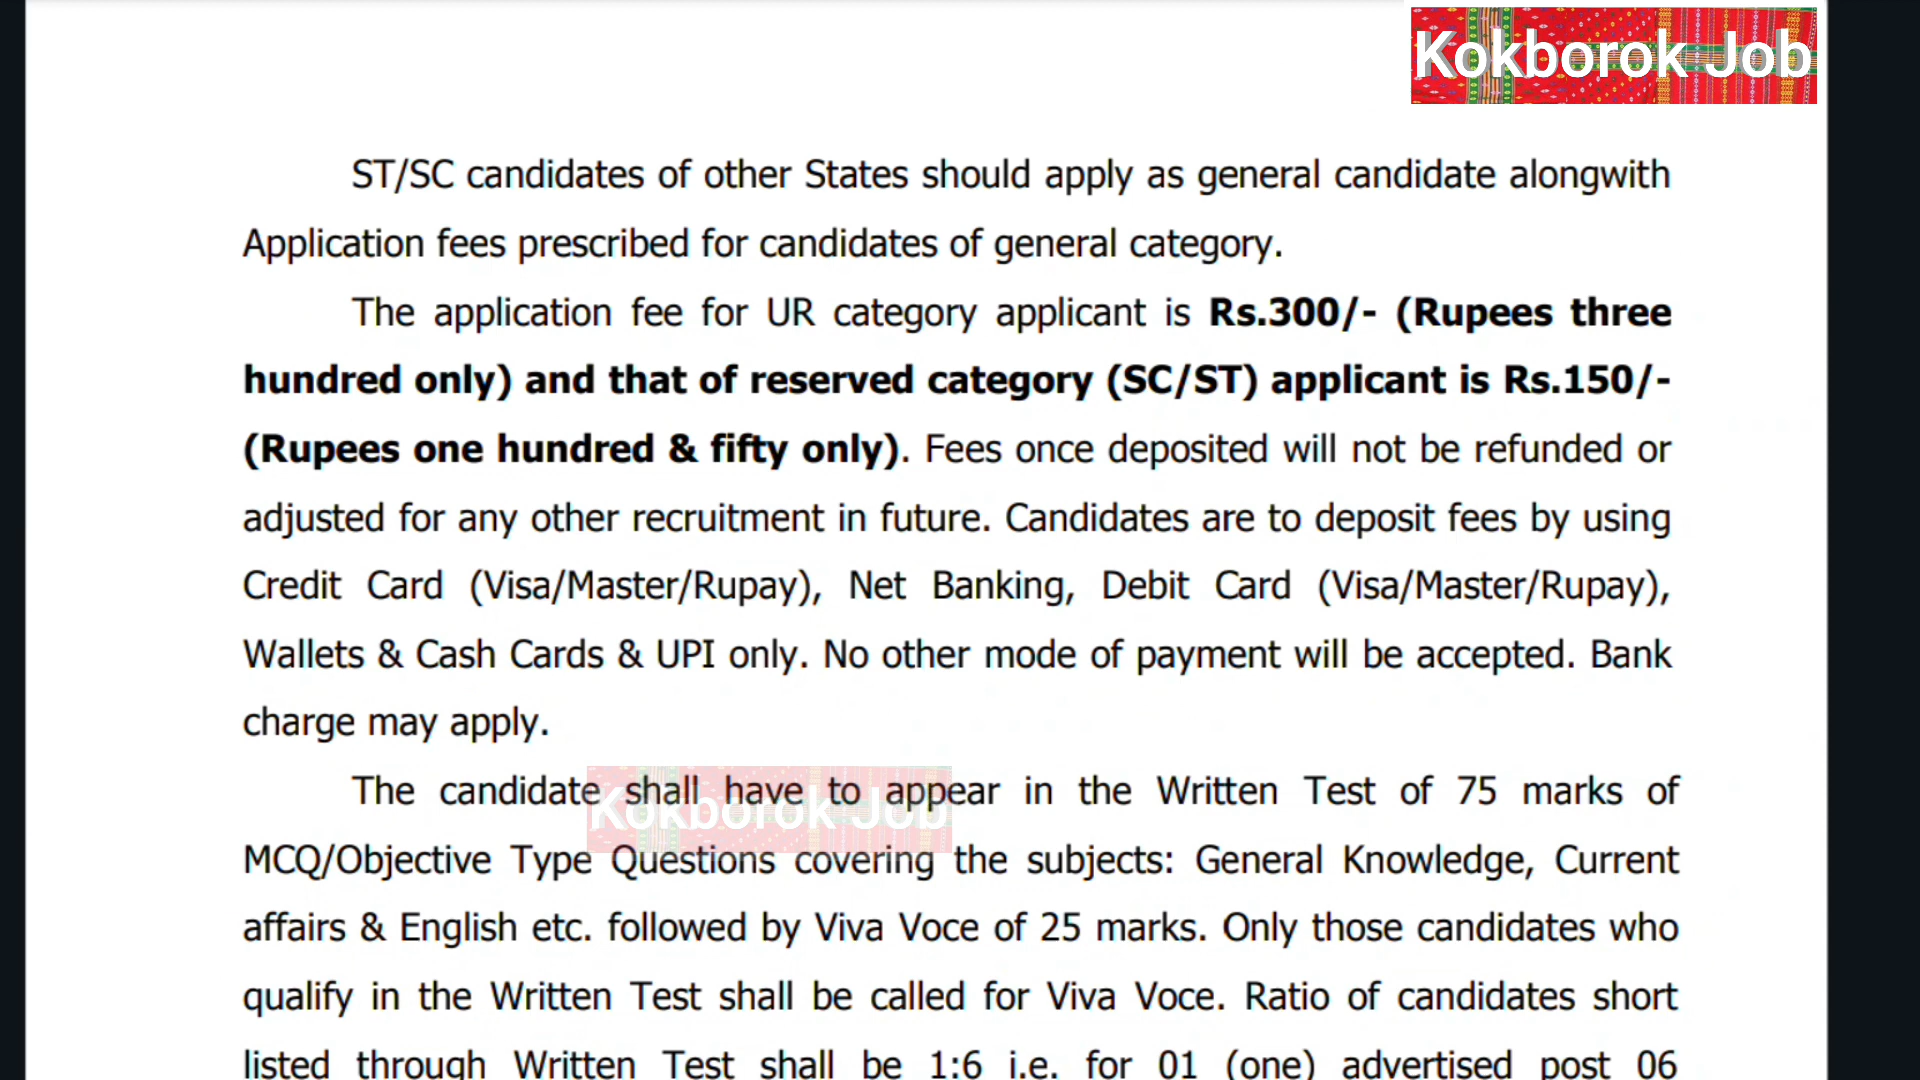 Kokborok Job
ST/SC candidates of other States should apply as general candidate alongwith
Application fees prescribed for candidates of general category.
The application fee for UR category applicant is Rs.300/- (Rupees three
hundred only) and that of reserved category (SC/ST) applicant is Rs.150/-
(Rupees one hundred & fifty only). Fees once deposited will not be refunded or
adjusted for any other recruitment in future. Candidates are to deposit fees by using
Credit Card (Visa/Master/Rupay), Net Banking, Debit Card (Visa/Master/Rupay),
Wallets & Cash Cards & UPI only. No other mode of payment will be accepted. Bank
charge may apply.
The candidate shall have to appear in the Written Test of 75 marks of
Kokborok Job
MCQ/Objective Type Questions covering the subjects: General Knowledge, Current
affairs & English etc. followed by Viva Voce of 25 marks. Only those candidates who
qualify in the Written Test shall be called for Viva Voce. Ratio of candidates short
listed through Written Test shall be 1:6 i.e. for 01 (one) advertised post 06